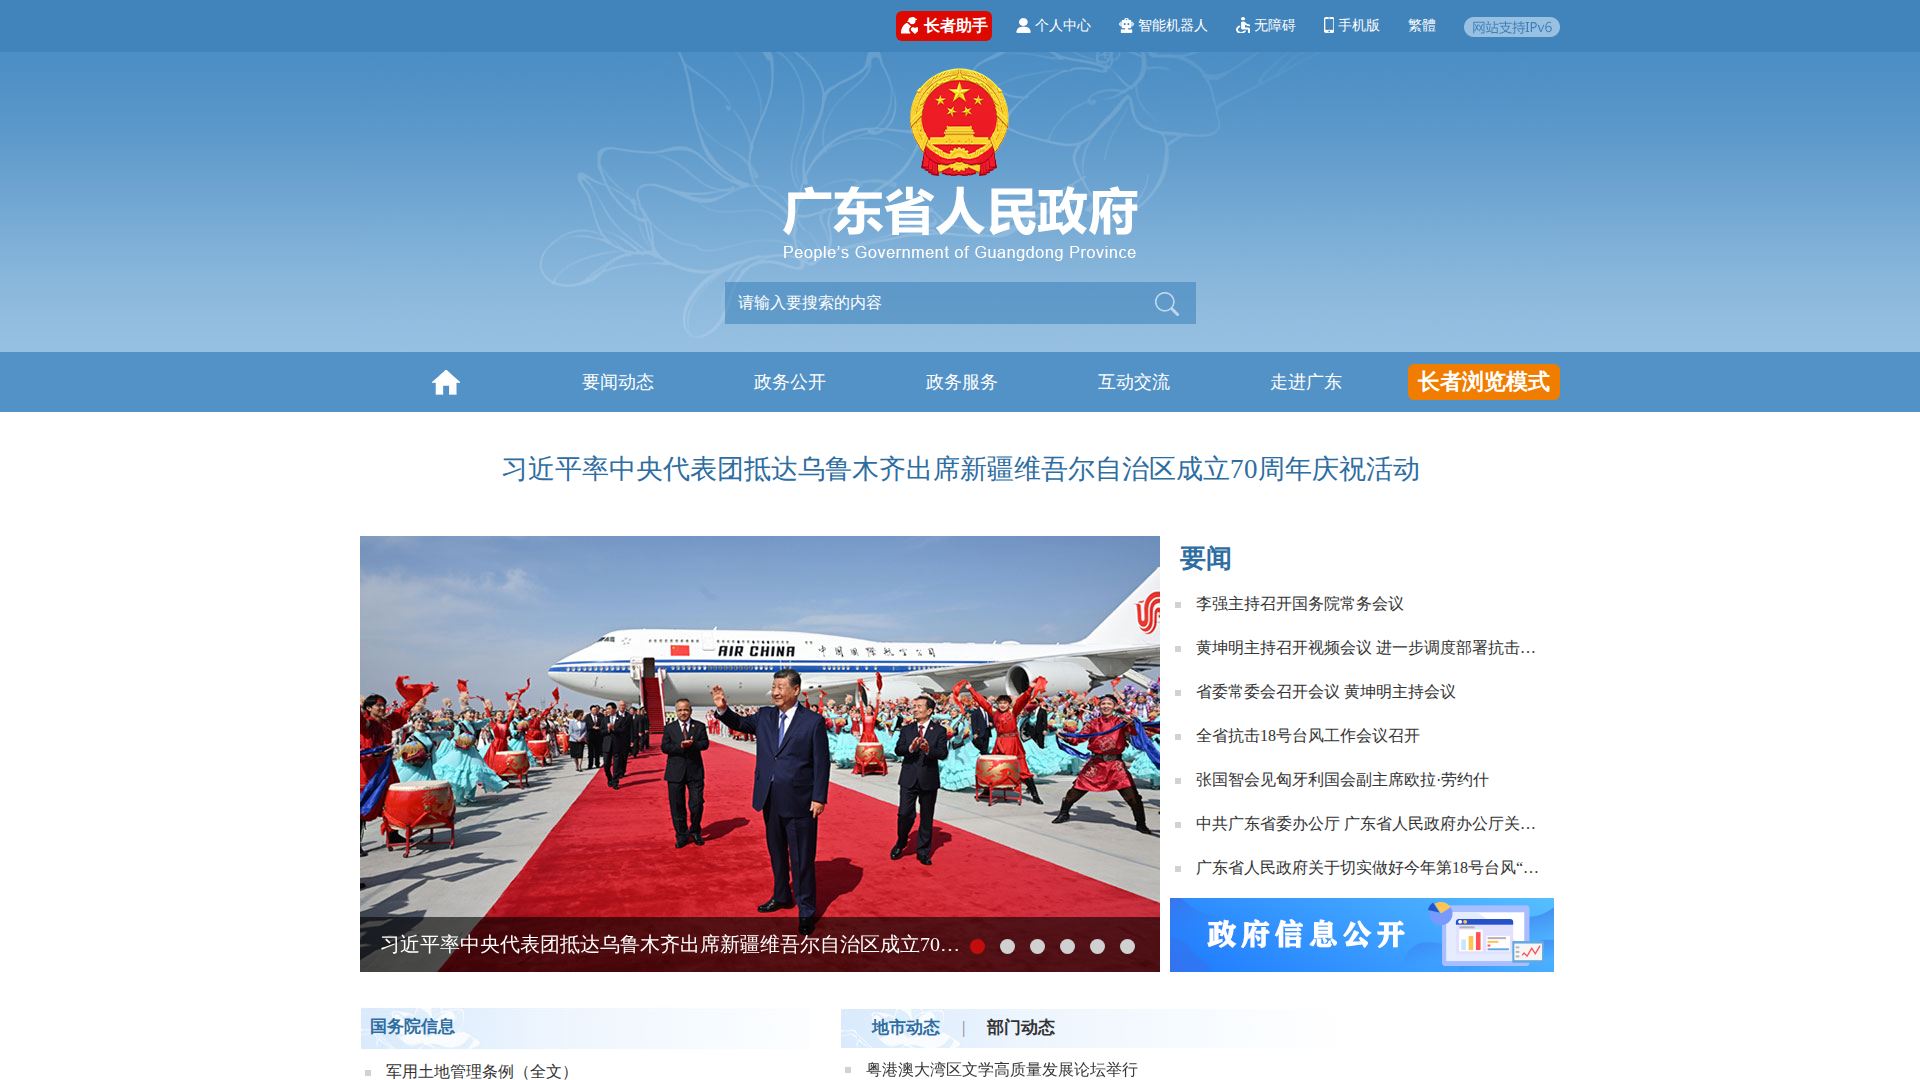 长者助手 个人中心 智能机器人 无障碍 手机版 繁體 网站支持IPv6
广东省人民政府
People's Government of Guangdong Province
请输入要搜索的内容
要闻动态 政务公开 政务服务 互动交流 走进广东 长者浏览模式
习近平率中央代表团抵达乌鲁木齐出席新疆维吾尔自治区成立70周年庆祝活动
AIR CHINA 中国国际航空公司
习近平率中央代表团抵达乌鲁木齐出席新疆维吾尔自治区成立70…
要闻
李强主持召开国务院常务会议
黄坤明主持召开视频会议 进一步调度部署抗击…
省委常委会召开会议 黄坤明主持会议
全省抗击18号台风工作会议召开
张国智会见匈牙利国会副主席欧拉·劳约什
中共广东省委办公厅 广东省人民政府办公厅关…
广东省人民政府关于切实做好今年第18号台风“…
政府信息公开
国务院信息
军用土地管理条例（全文）
地市动态 | 部门动态
粤港澳大湾区文学高质量发展论坛举行